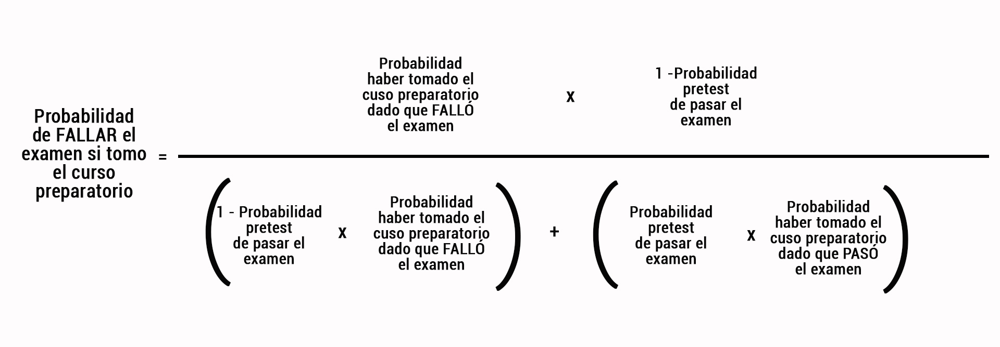 Probabilidad
de FALLAR el
examen si tomo
el curso
preparatorio
=
Probabilidad
haber tomado el
cuso preparatorio
dado que FALLÓ
el examen
x
1 -Probabilidad
pretest
de pasar el
examen
(
1 - Probabilidad
pretest
de pasar el
examen
x
Probabilidad
haber tomado el
cuso preparatorio
dado que FALLÓ
el examen
)
+
(
Probabilidad
pretest
de pasar el
examen
x
Probabilidad
haber tomado el
cuso preparatorio
dado que PASÓ
el examen
)